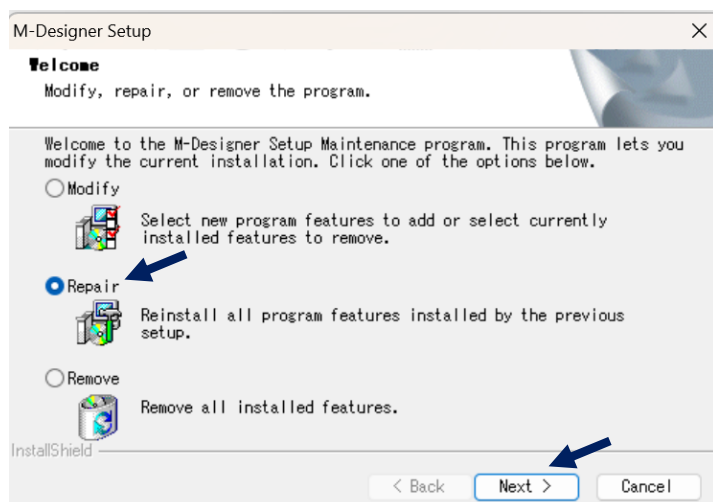 M-Designer Setup
Welcome
Modify, repair, or remove the program.
Welcome to the M-Designer Setup Maintenance program. This program lets you
modify the current installation. Click one of the options below.
Modify
Select new program features to add or select currently
installed features to remove.
Repair
Reinstall all program features installed by the previous
setup.
Remove
Remove all installed features.
InstallShield
< Back
Next >
Cancel